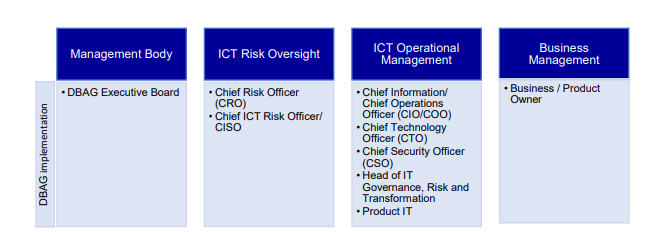 Management Body
ICT Risk Oversight
ICT Operational
Management
Business
Management
DBAG implementation
• DBAG Executive Board
• Chief Risk Officer
(CRO)
• Chief ICT Risk Officer/
CISO
• Chief Information/
Chief Operations
Officer (CIO/COO)
• Chief Technology
Officer (CTO)
• Chief Security Officer
(CSO)
• Head of IT
Governance, Risk and
Transformation
• Product IT
• Business / Product
Owner